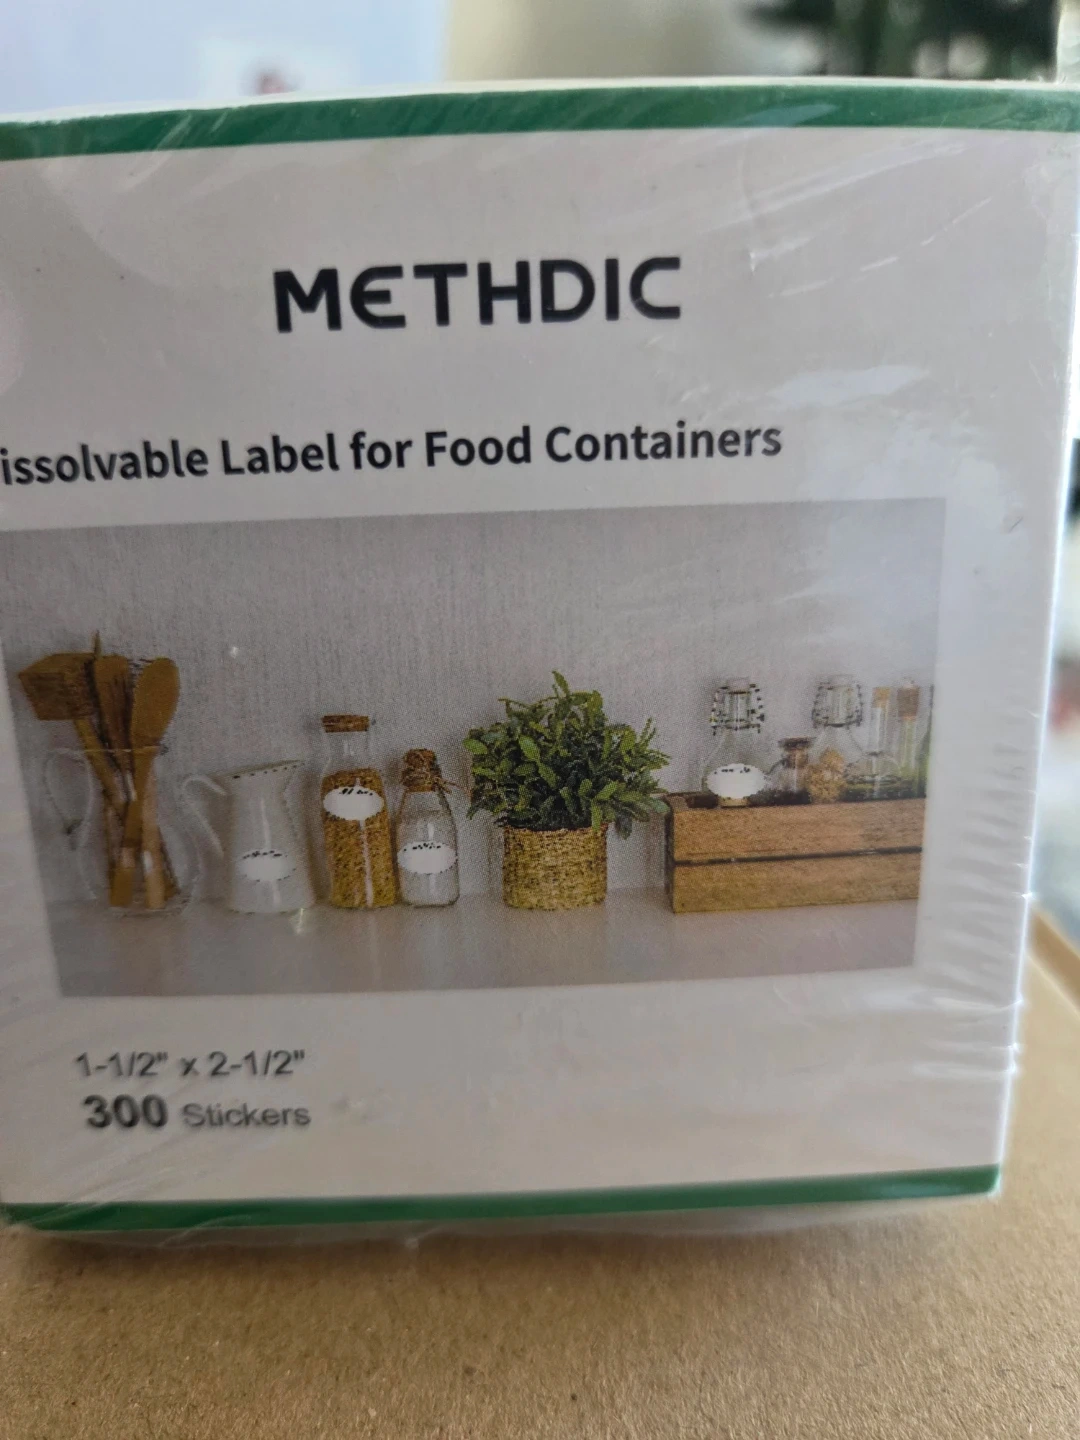 METHDIC
issolvable Label for Food Containers
1-1/2" x 2-1/2"
300 Stickers